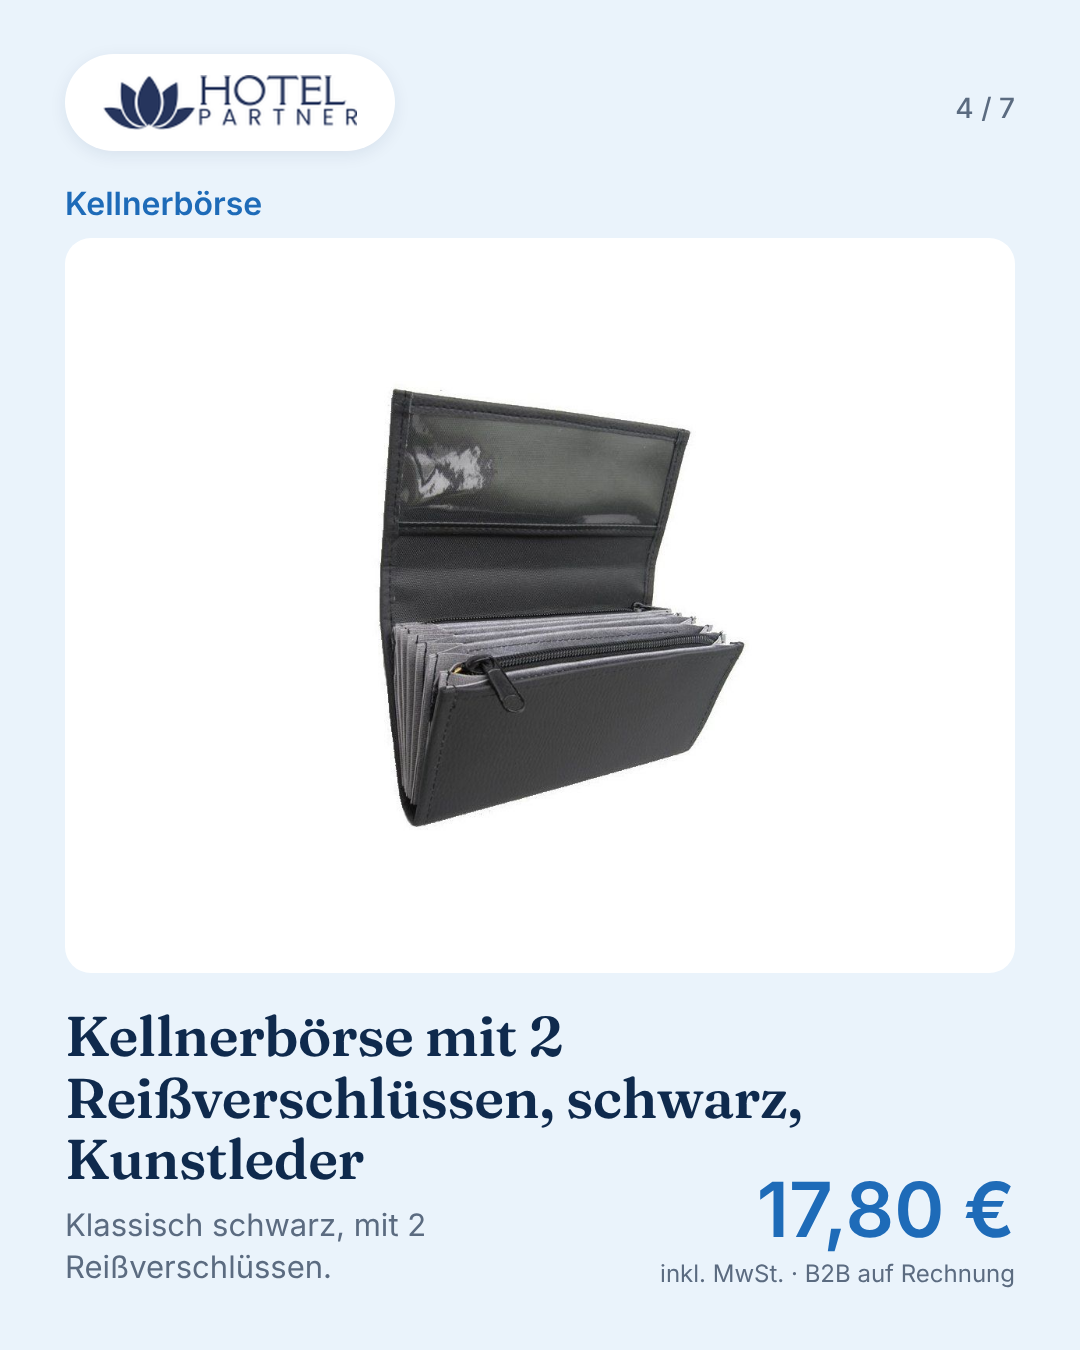 HOTEL
PARTNER
4 / 7
Kellnerbörse
Kellnerbörse mit 2
Reißverschlüssen, schwarz,
Kunstleder
Klassisch schwarz, mit 2
Reißverschlüssen.
17,80 €
inkl. MwSt. · B2B auf Rechnung